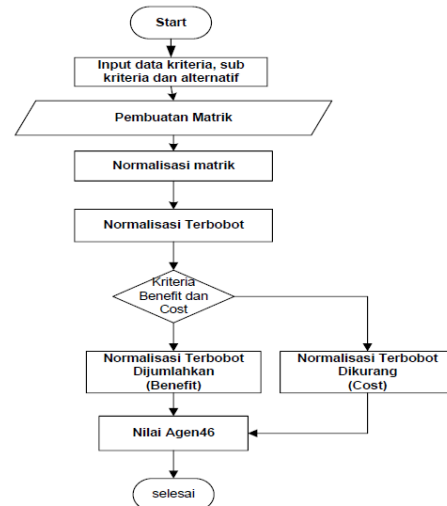 Start
Input data kriteria, sub
kriteria dan alternatif
Pembuatan Matrik
Normalisasi matrik
Normalisasi Terbobot
Kriteria
Benefit dan
Cost
Normalisasi Terbobot
Dijumlahkan
(Benefit)
Normalisasi Terbobot
Dikurang
(Cost)
Nilai Agen46
selesai